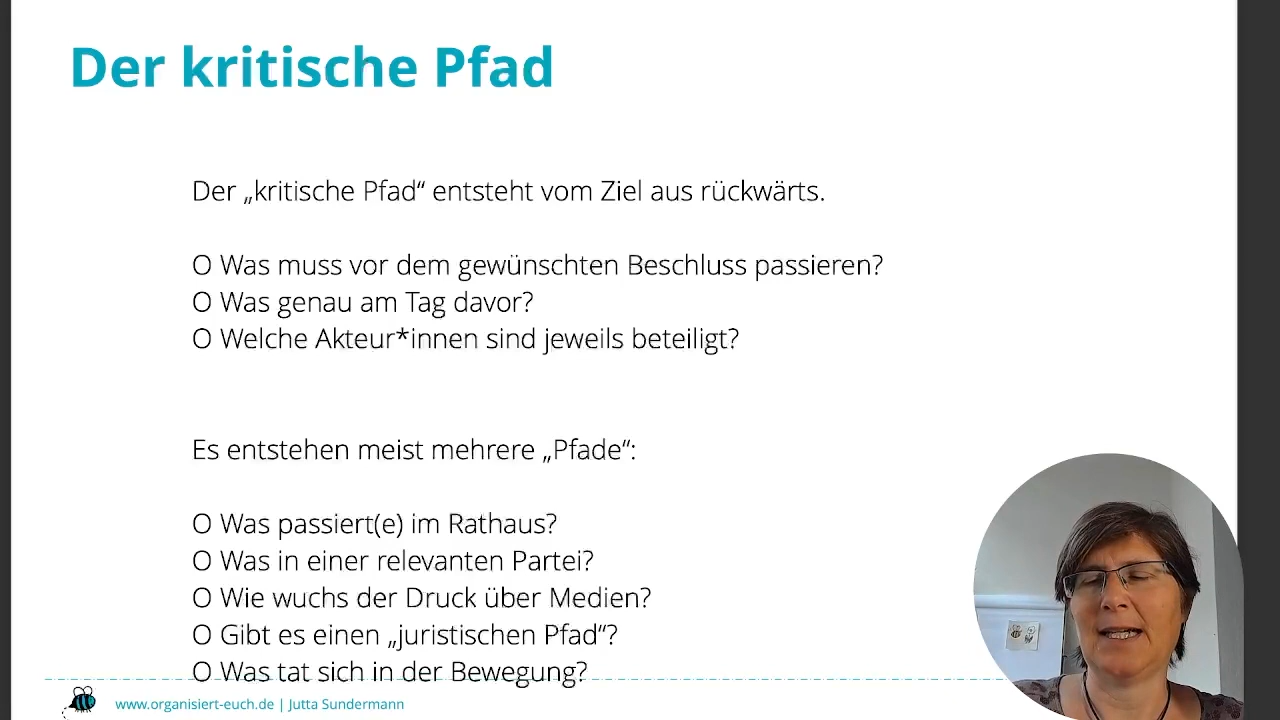 Der kritische Pfad
Der „kritische Pfad“ entsteht vom Ziel aus rückwärts.
O Was muss vor dem gewünschten Beschluss passieren?
O Was genau am Tag davor?
O Welche Akteur*innen sind jeweils beteiligt?
Es entstehen meist mehrere „Pfade“:
O Was passiert(e) im Rathaus?
O Was in einer relevanten Partei?
O Wie wuchs der Druck über Medien?
O Gibt es einen „juristischen Pfad“?
O Was tat sich in der Bewegung?
www.organisiert-euch.de | Jutta Sundermann